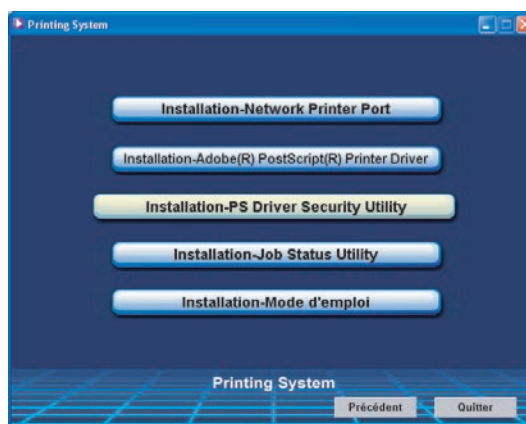 Printing System
Installation-Network Printer Port
Installation-Adobe(R) PostScript(R) Printer Driver
Installation-PS Driver Security Utility
Installation-Job Status Utility
Installation-Mode d'emploi
Printing System
Précédent
Quitter